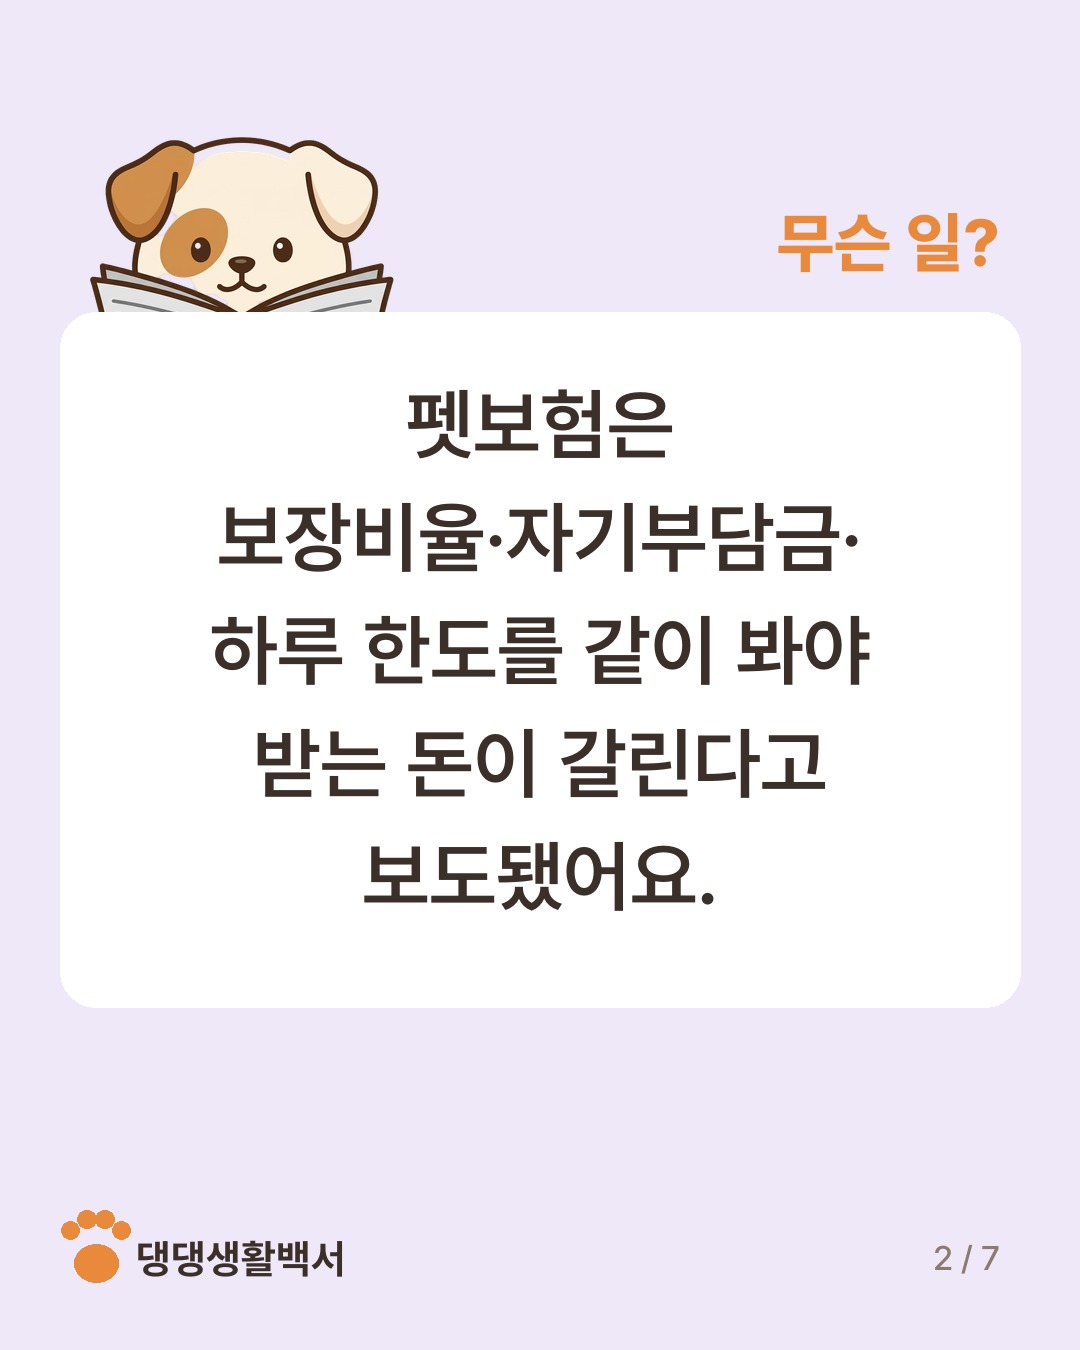 무슨 일?
펫보험은
보장비율·자기부담금·
하루 한도를 같이 봐야
받는 돈이 갈린다고
보도됐어요.
댕댕생활백서
2 / 7